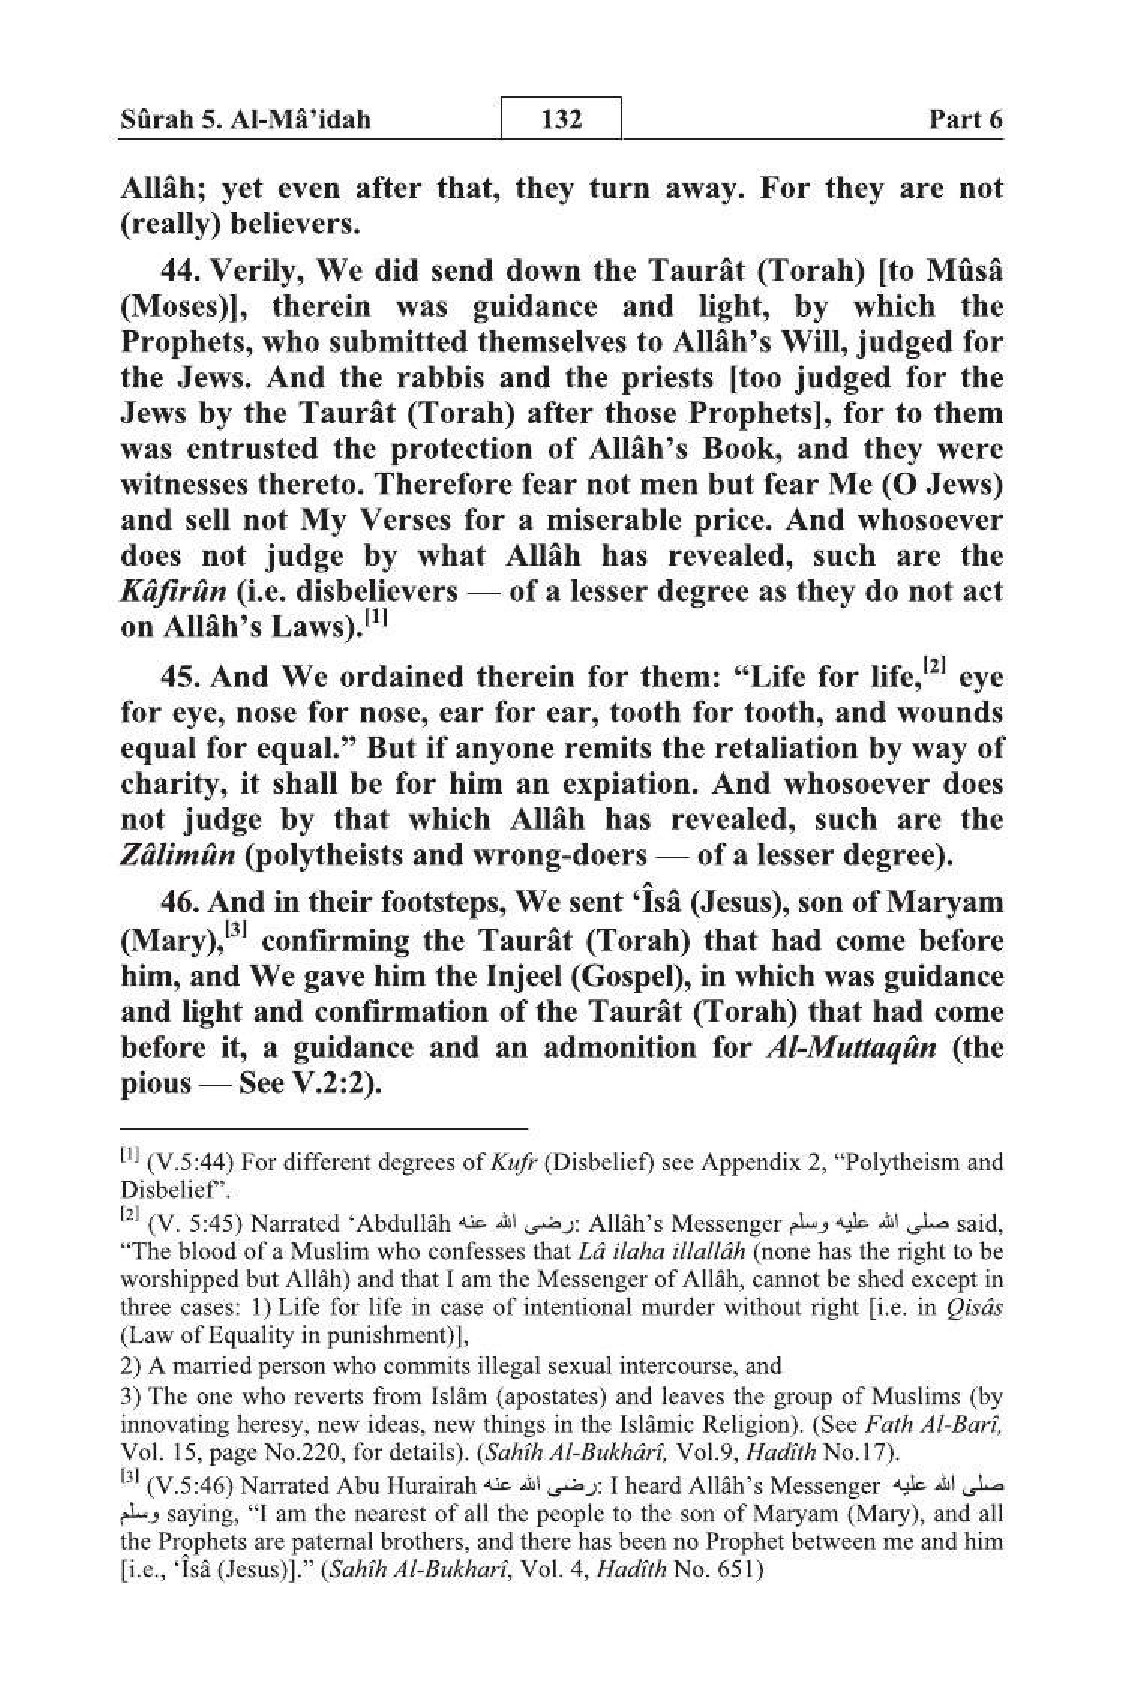 Sûrah 5. Al-Mâ’idah 132 Part 6
Allâh; yet even after that, they turn away. For they are not
(really) believers.
44. Verily, We did send down the Taurât (Torah) [to Mûsâ
(Moses)], therein was guidance and light, by which the
Prophets, who submitted themselves to Allâh’s Will, judged for
the Jews. And the rabbis and the priests [too judged for the
Jews by the Taurât (Torah) after those Prophets], for to them
was entrusted the protection of Allâh’s Book, and they were
witnesses thereto. Therefore fear not men but fear Me (O Jews)
and sell not My Verses for a miserable price. And whosoever
does not judge by what Allâh has revealed, such are the
Kâfirûn (i.e. disbelievers — of a lesser degree as they do not act
on Allâh’s Laws).[1]
45. And We ordained therein for them: “Life for life,[2] eye
for eye, nose for nose, ear for ear, tooth for tooth, and wounds
equal for equal.” But if anyone remits the retaliation by way of
charity, it shall be for him an expiation. And whosoever does
not judge by that which Allâh has revealed, such are the
Zâlimûn (polytheists and wrong-doers — of a lesser degree).
46. And in their footsteps, We sent ‘Îsâ (Jesus), son of Maryam
(Mary),[3] confirming the Taurât (Torah) that had come before
him, and We gave him the Injeel (Gospel), in which was guidance
and light and confirmation of the Taurât (Torah) that had come
before it, a guidance and an admonition for Al-Muttaqûn (the
pious — See V.2:2).
[1] (V.5:44) For different degrees of Kufr (Disbelief) see Appendix 2, “Polytheism and
Disbelief”.
[2] (V. 5:45) Narrated ‘Abdullâh رضى الله عنه: Allâh’s Messenger صلى الله عليه وسلم said,
“The blood of a Muslim who confesses that Lâ ilaha illallâh (none has the right to be
worshipped but Allâh) and that I am the Messenger of Allâh, cannot be shed except in
three cases: 1) Life for life in case of intentional murder without right [i.e. in Qisâs
(Law of Equality in punishment)],
2) A married person who commits illegal sexual intercourse, and
3) The one who reverts from Islâm (apostates) and leaves the group of Muslims (by
innovating heresy, new ideas, new things in the Islâmic Religion). (See Fath Al-Barî,
Vol. 15, page No.220, for details). (Sahîh Al-Bukhârî, Vol.9, Hadîth No.17).
[3] (V.5:46) Narrated Abu Hurairah رضى الله عنه: I heard Allâh’s Messenger صلى الله عليه
وسلم saying, “I am the nearest of all the people to the son of Maryam (Mary), and all
the Prophets are paternal brothers, and there has been no Prophet between me and him
[i.e., ‘Îsâ (Jesus)].” (Sahîh Al-Bukharî, Vol. 4, Hadîth No. 651)